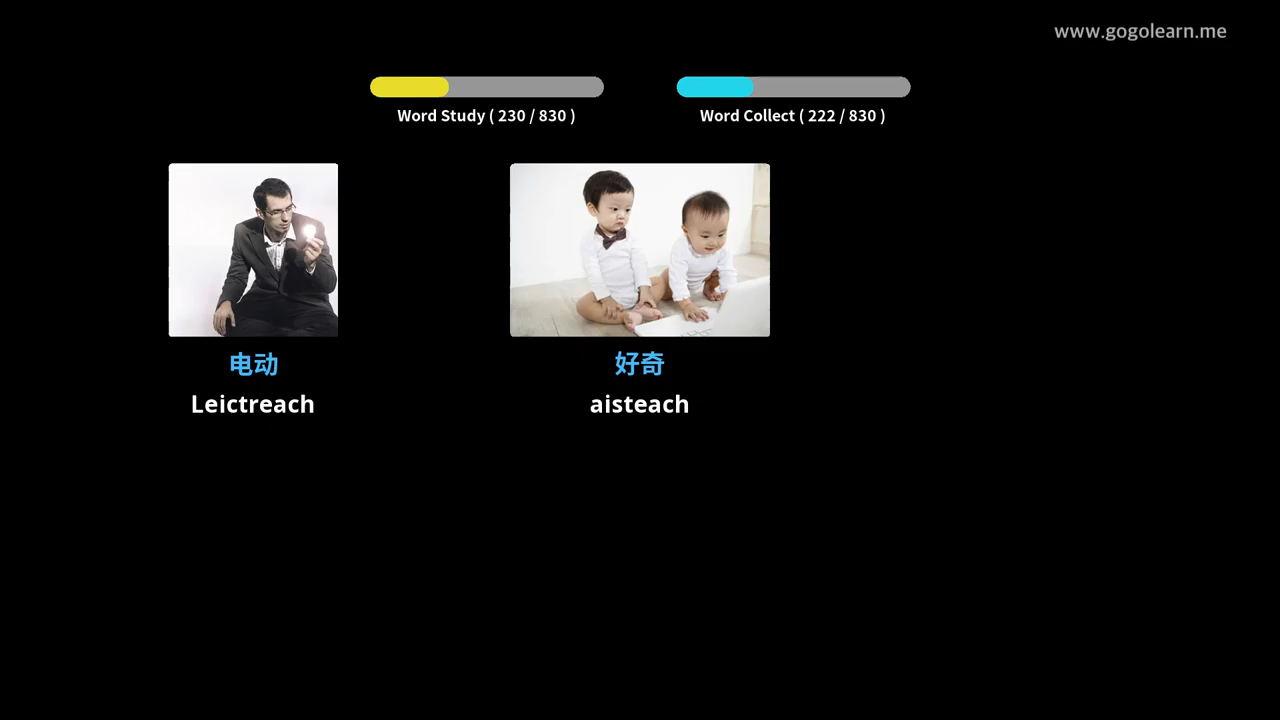 www.gogolearn.me
Word Study ( 230 / 830 )
Word Collect ( 222 / 830 )
电动
Leictreach
好奇
aisteach